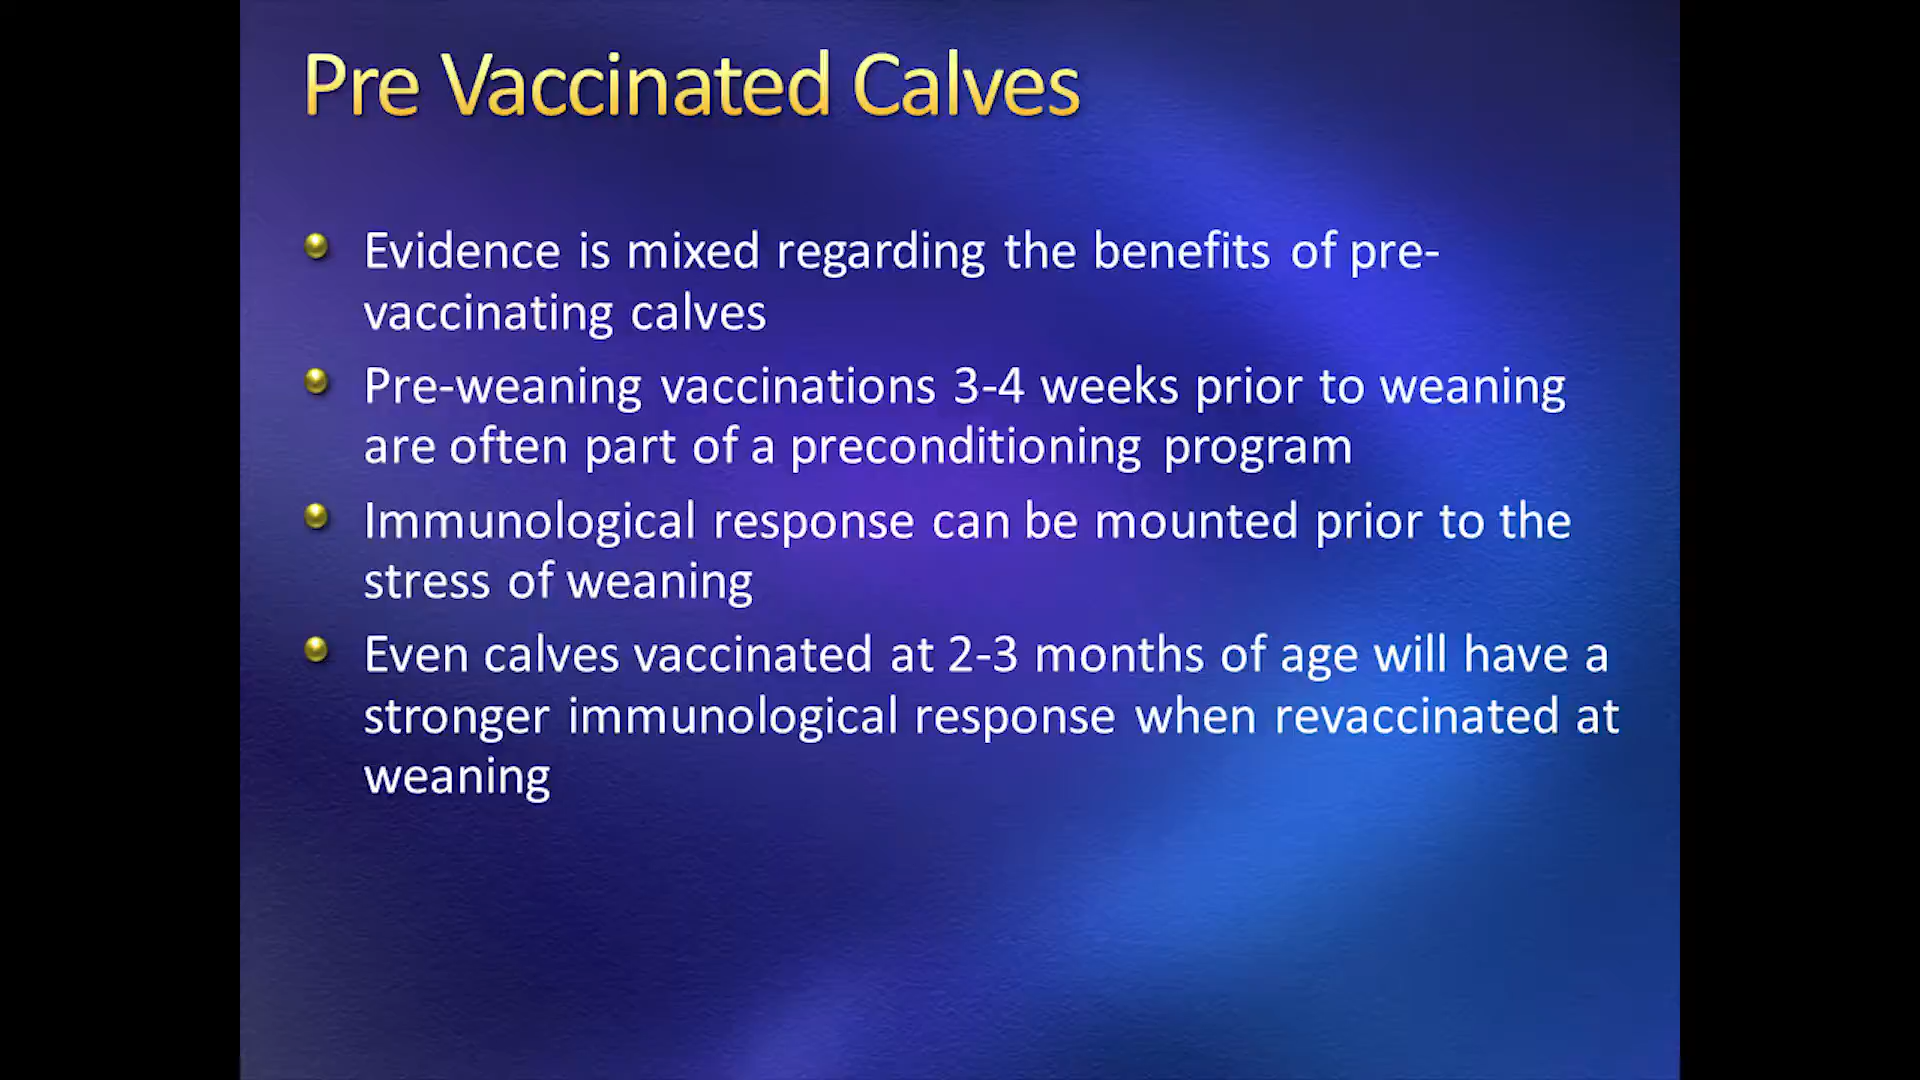 Pre Vaccinated Calves
Evidence is mixed regarding the benefits of pre-
vaccinating calves
Pre-weaning vaccinations 3-4 weeks prior to weaning
are often part of a preconditioning program
Immunological response can be mounted prior to the
stress of weaning
Even calves vaccinated at 2-3 months of age will have a
stronger immunological response when revaccinated at
weaning